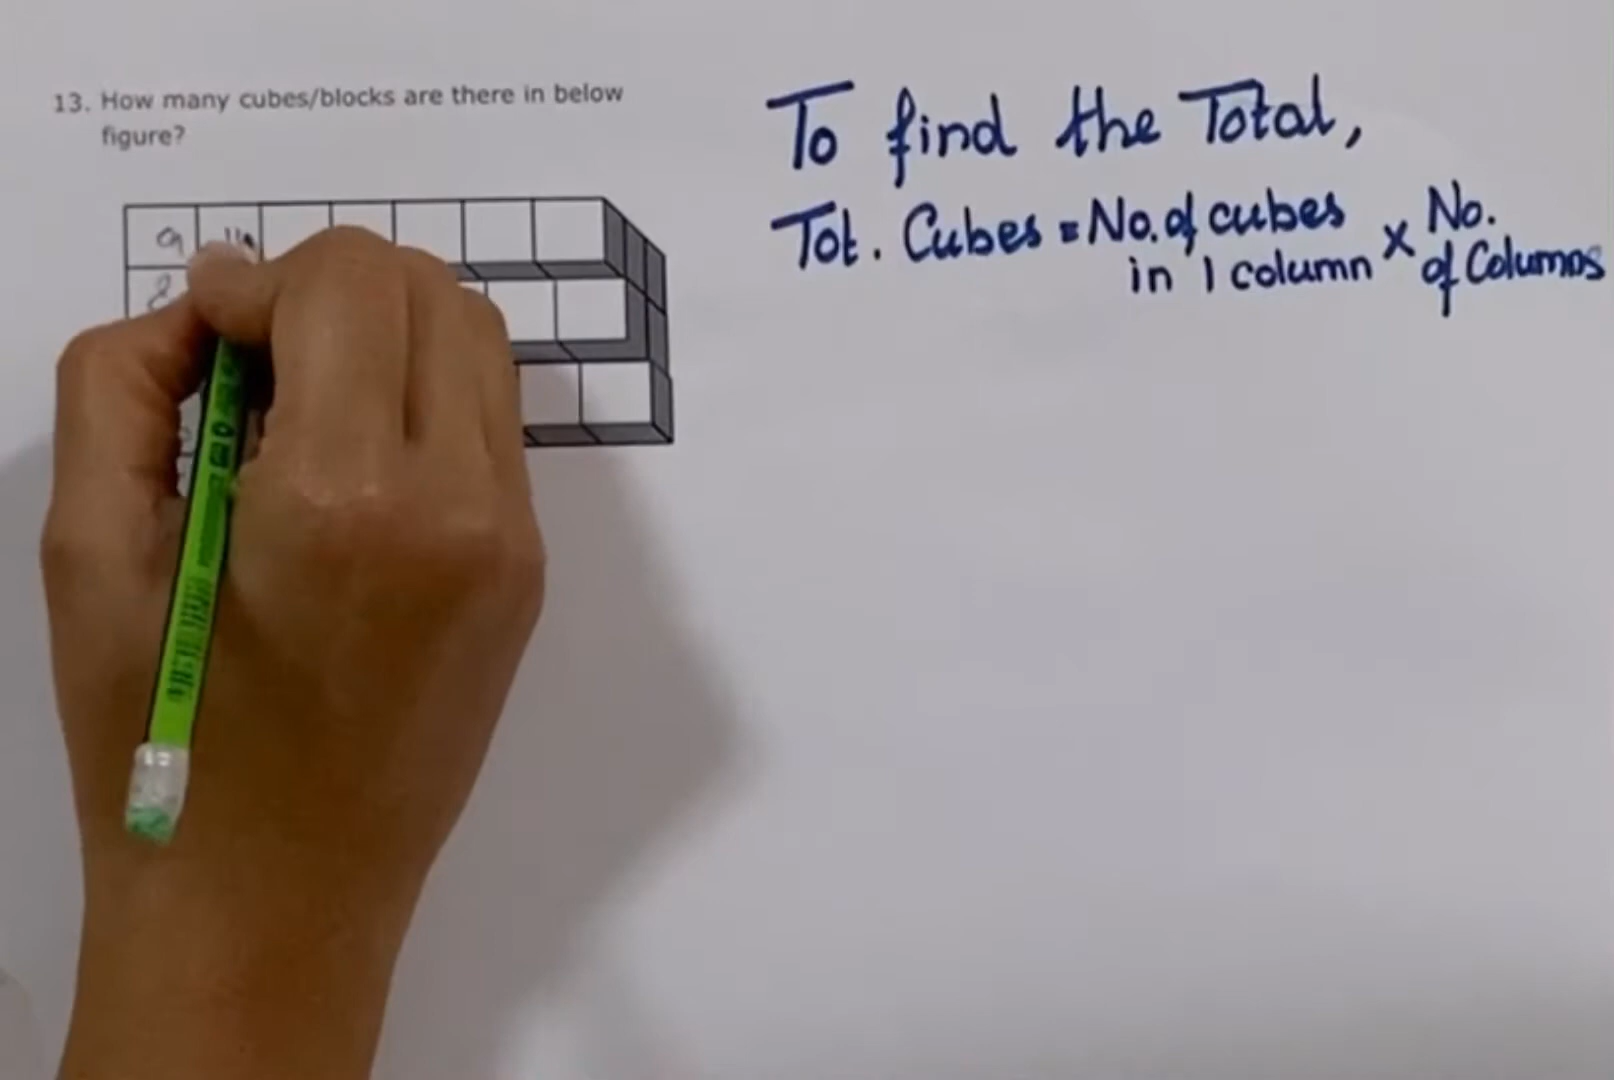 13. How many cubes/blocks are there in below
figure?
To find the Total,
Tot. Cubes = No. of cubes in 1 column × No. of Columns
9